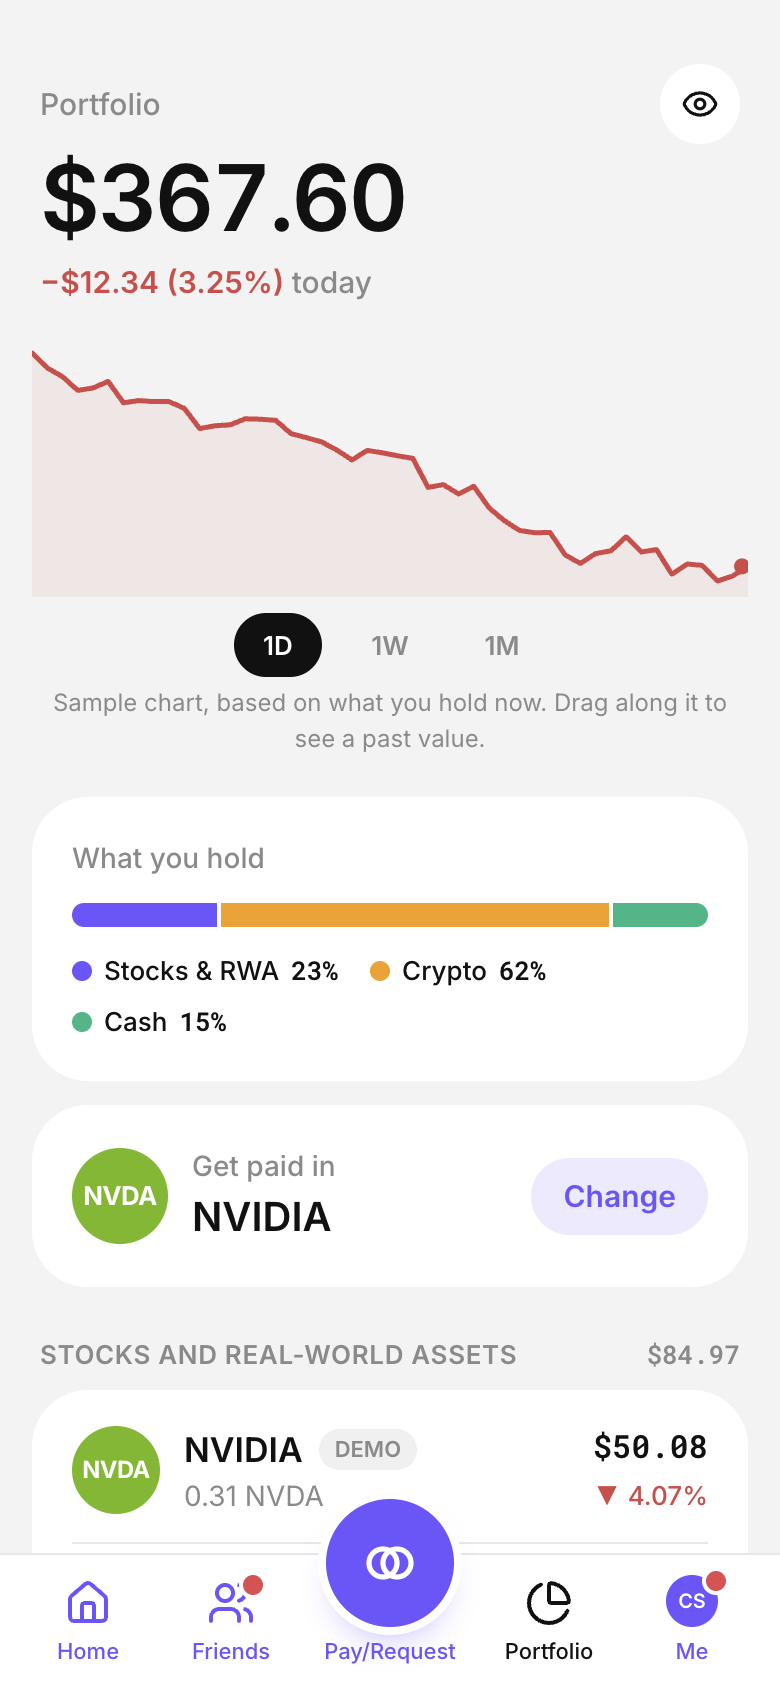 Portfolio
$367.60
−$12.34 (3.25%) today
1D 1W 1M
Sample chart, based on what you hold now. Drag along it to
see a past value.
What you hold
Stocks & RWA 23% Crypto 62%
Cash 15%
NVDA
Get paid in
NVIDIA
Change
STOCKS AND REAL-WORLD ASSETS $84.97
NVDA
NVIDIA DEMO $50.08
0.31 NVDA ▼ 4.07%
CS
Home Friends Pay/Request Portfolio Me